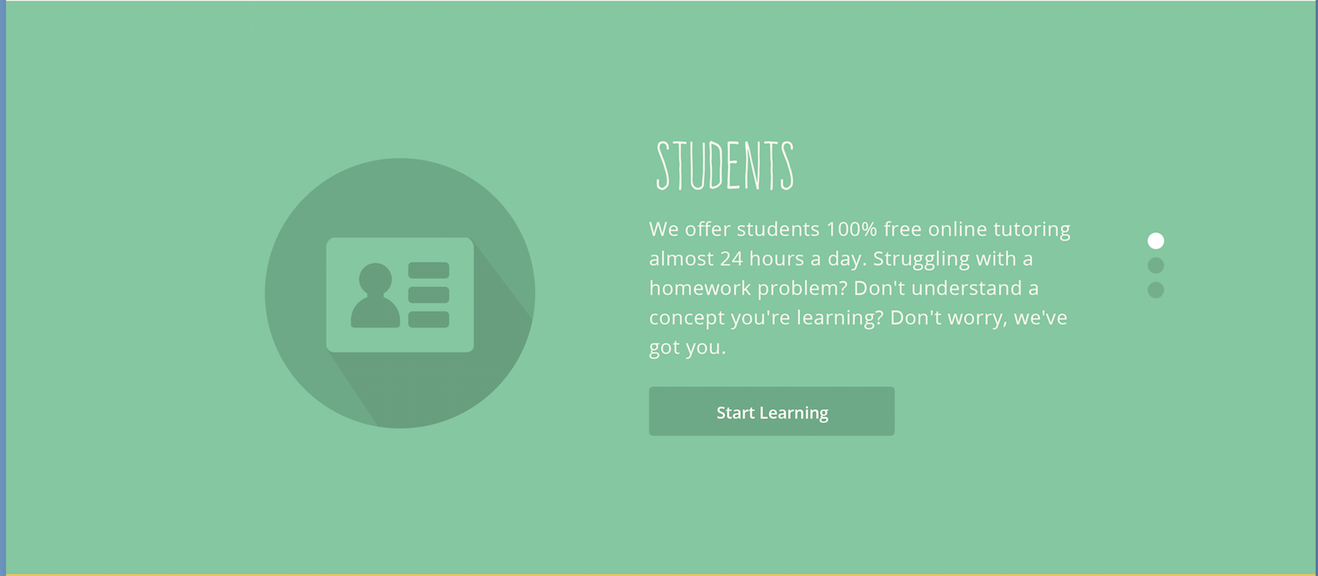 STUDENTS
We offer students 100% free online tutoring
almost 24 hours a day. Struggling with a
homework problem? Don't understand a
concept you're learning? Don't worry, we've
got you.
Start Learning